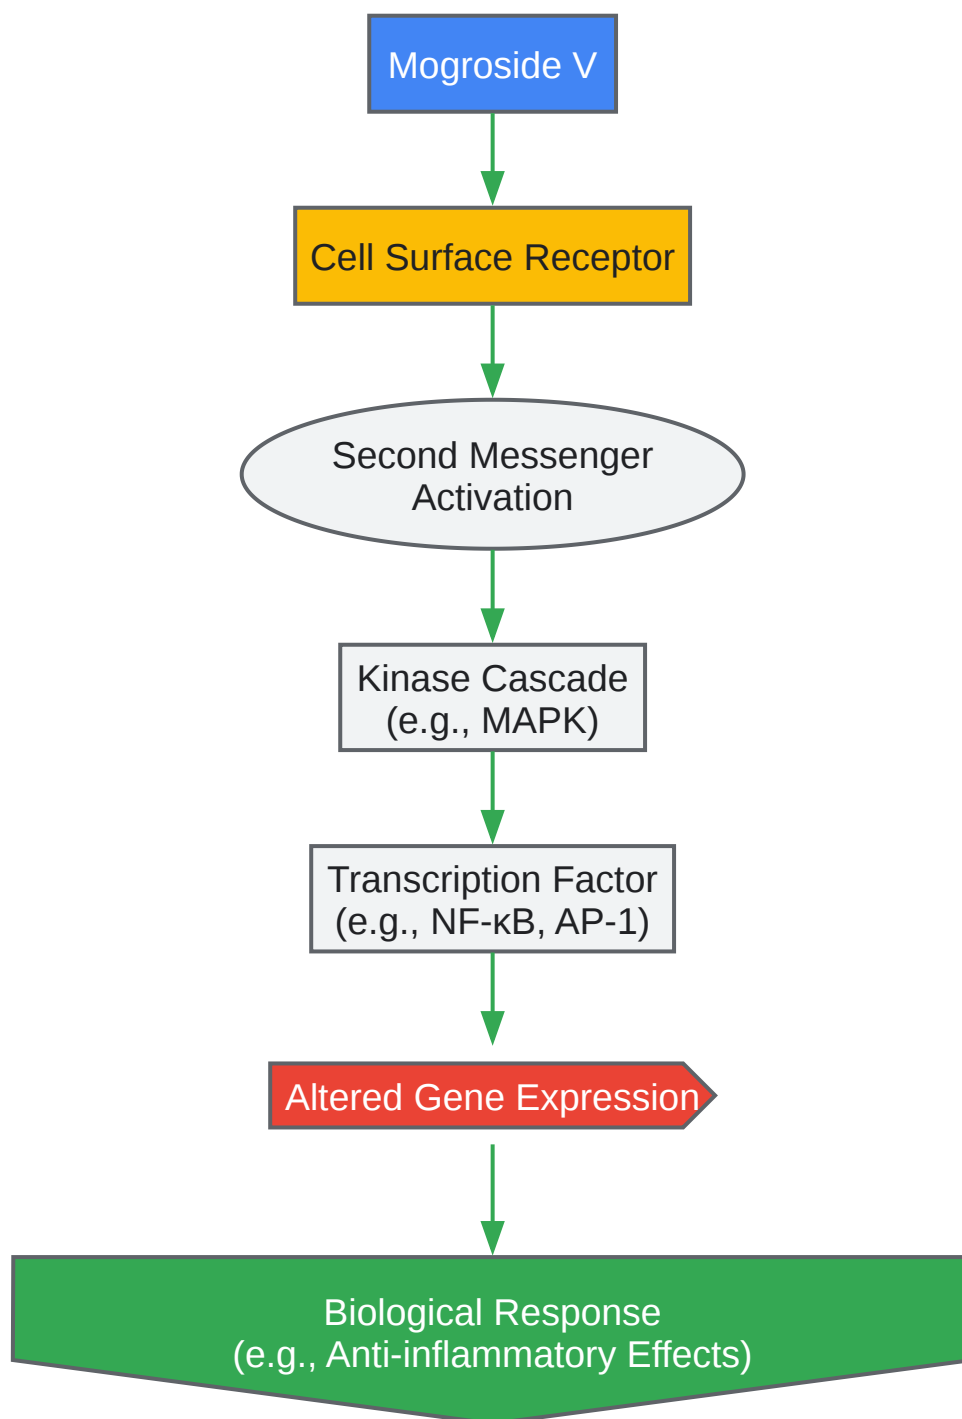 Mogroside V
Cell Surface Receptor
Second Messenger
Activation
Kinase Cascade
(e.g., MAPK)
Transcription Factor
(e.g., NF-κB, AP-1)
Altered Gene Expression
Biological Response
(e.g., Anti-inflammatory Effects)